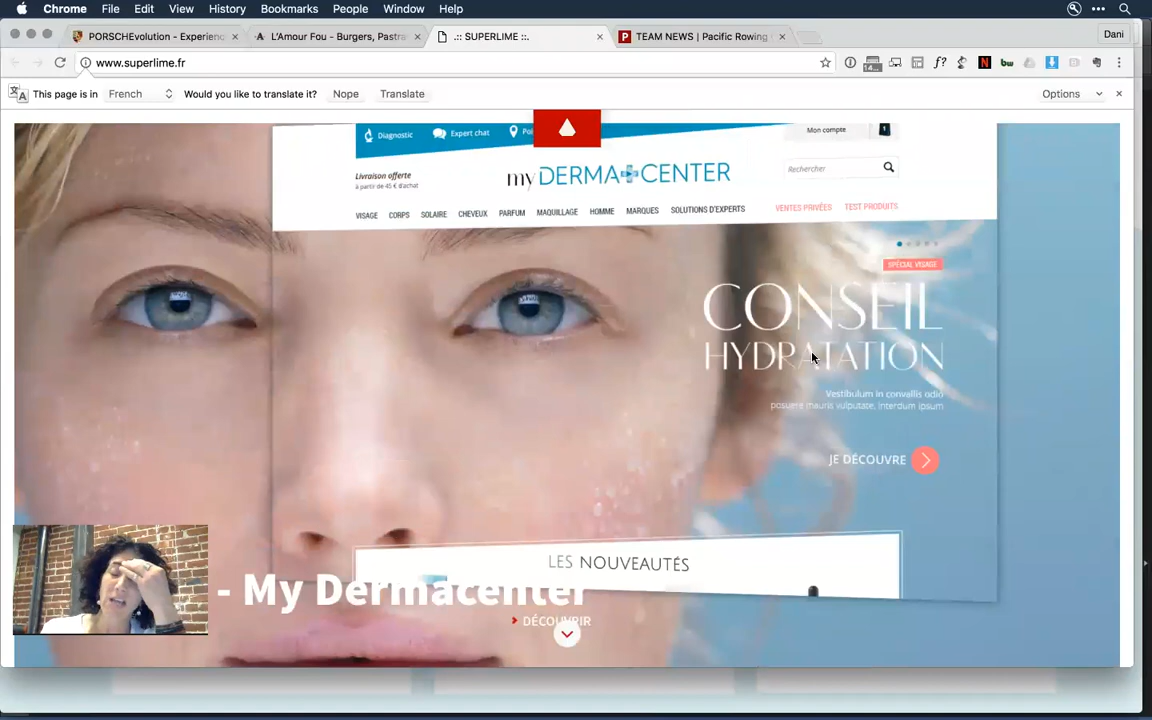 Chrome File Edit View History Bookmarks People Window Help
PORSCHEvolution - Experienc
L'Amour Fou - Burgers, Pastra
.:: SUPERLIME ::.
TEAM NEWS | Pacific Rowing
Dani
www.superlime.fr
This page is in French Would you like to translate it? Nope Translate Options
Diagnostic
Expert chat
Mon compte
1
Livraison offerte
à partir de 45 € d'achat
my DERMA CENTER
Rechercher
VISAGE CORPS SOLAIRE CHEVEUX PARFUM MAQUILLAGE HOMME MARQUES SOLUTIONS D'EXPERTS VENTES PRIVÉES TEST PRODUITS
SPÉCIAL VISAGE
CONSEIL
HYDRATATION
Vestibulum in convallis odio
posuere mauris vulputate, interdum ipsum
JE DÉCOUVRE
LES NOUVEAUTÉS
- My Dermacenter
DÉCOUVRIR